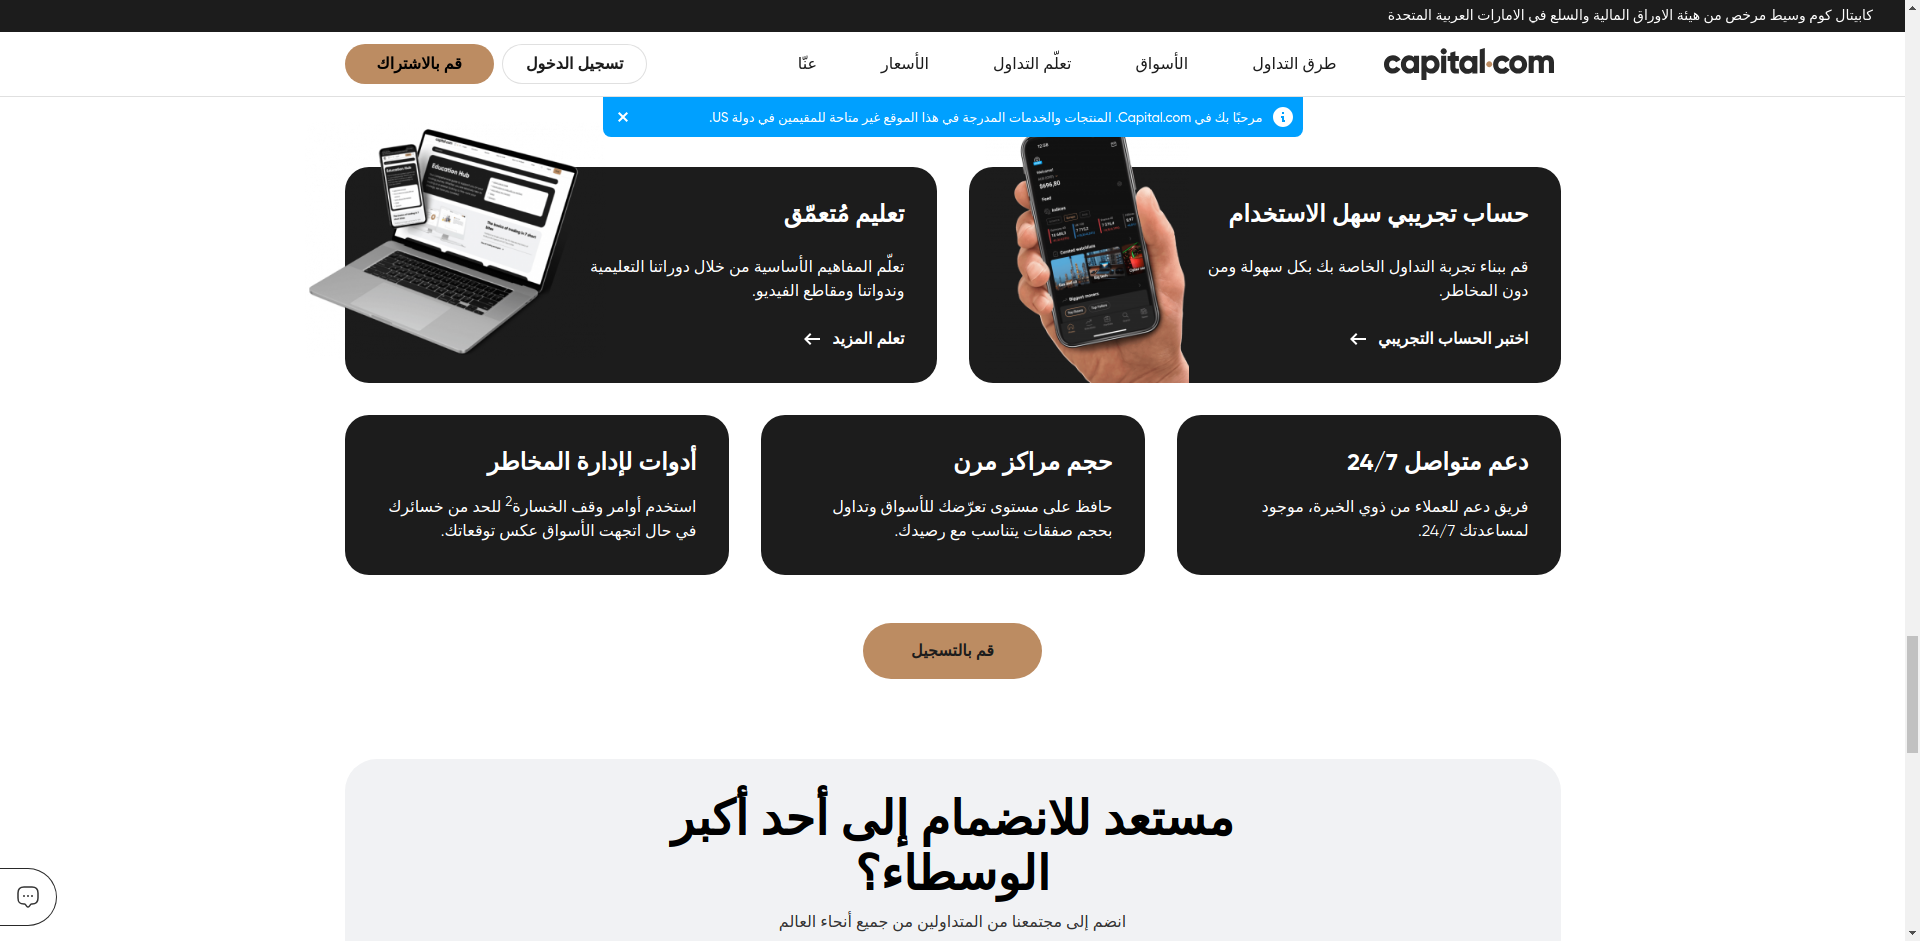 كابيتال كوم وسيط مرخص من هيئة الاوراق المالية والسلع في الامارات العربية المتحدة
capital.com
طرق التداول
الأسواق
تعلّم التداول
الأسعار
عنّا
تسجيل الدخول
قم بالاشتراك
مرحبًا بك في Capital.com. المنتجات والخدمات المدرجة في هذا الموقع غير متاحة للمقيمين في دولة US.
حساب تجريبي سهل الاستخدام
قم ببناء تجربة التداول الخاصة بك بكل سهولة ومن
دون المخاطر.
اختبر الحساب التجريبي
تعليم مُتعمّق
تعلّم المفاهيم الأساسية من خلال دوراتنا التعليمية
وندواتنا ومقاطع الفيديو.
تعلم المزيد
Education Hub
دعم متواصل 24/7
فريق دعم للعملاء من ذوي الخبرة، موجود
لمساعدتك 24/7.
حجم مراكز مرن
حافظ على مستوى تعرّضك للأسواق وتداول
بحجم صفقات يتناسب مع رصيدك.
أدوات لإدارة المخاطر
استخدم أوامر وقف الخسارة2 للحد من خسائرك
في حال اتجهت الأسواق عكس توقعاتك.
قم بالتسجيل
مستعد للانضمام إلى أحد أكبر
الوسطاء؟
انضم إلى مجتمعنا من المتداولين من جميع أنحاء العالم